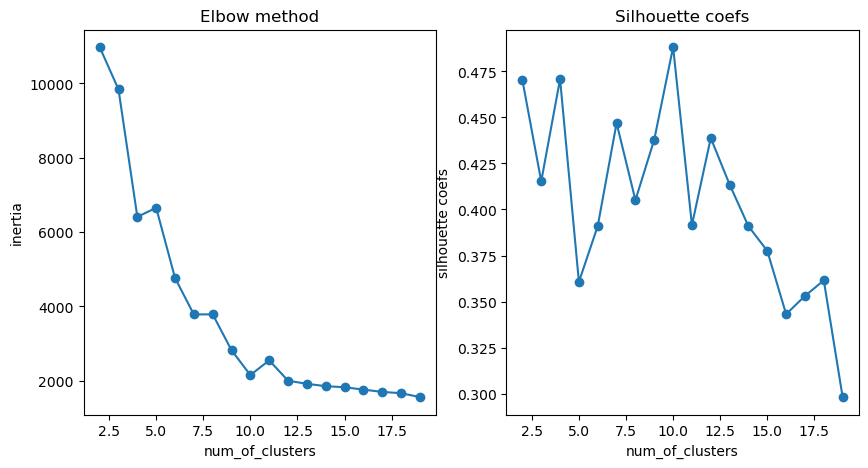 Elbow method
inertia
10000
8000
6000
4000
2000
2.5 5.0 7.5 10.0 12.5 15.0 17.5
num_of_clusters
Silhouette coefs
silhouette coefs
0.475
0.450
0.425
0.400
0.375
0.350
0.325
0.300
2.5 5.0 7.5 10.0 12.5 15.0 17.5
num_of_clusters